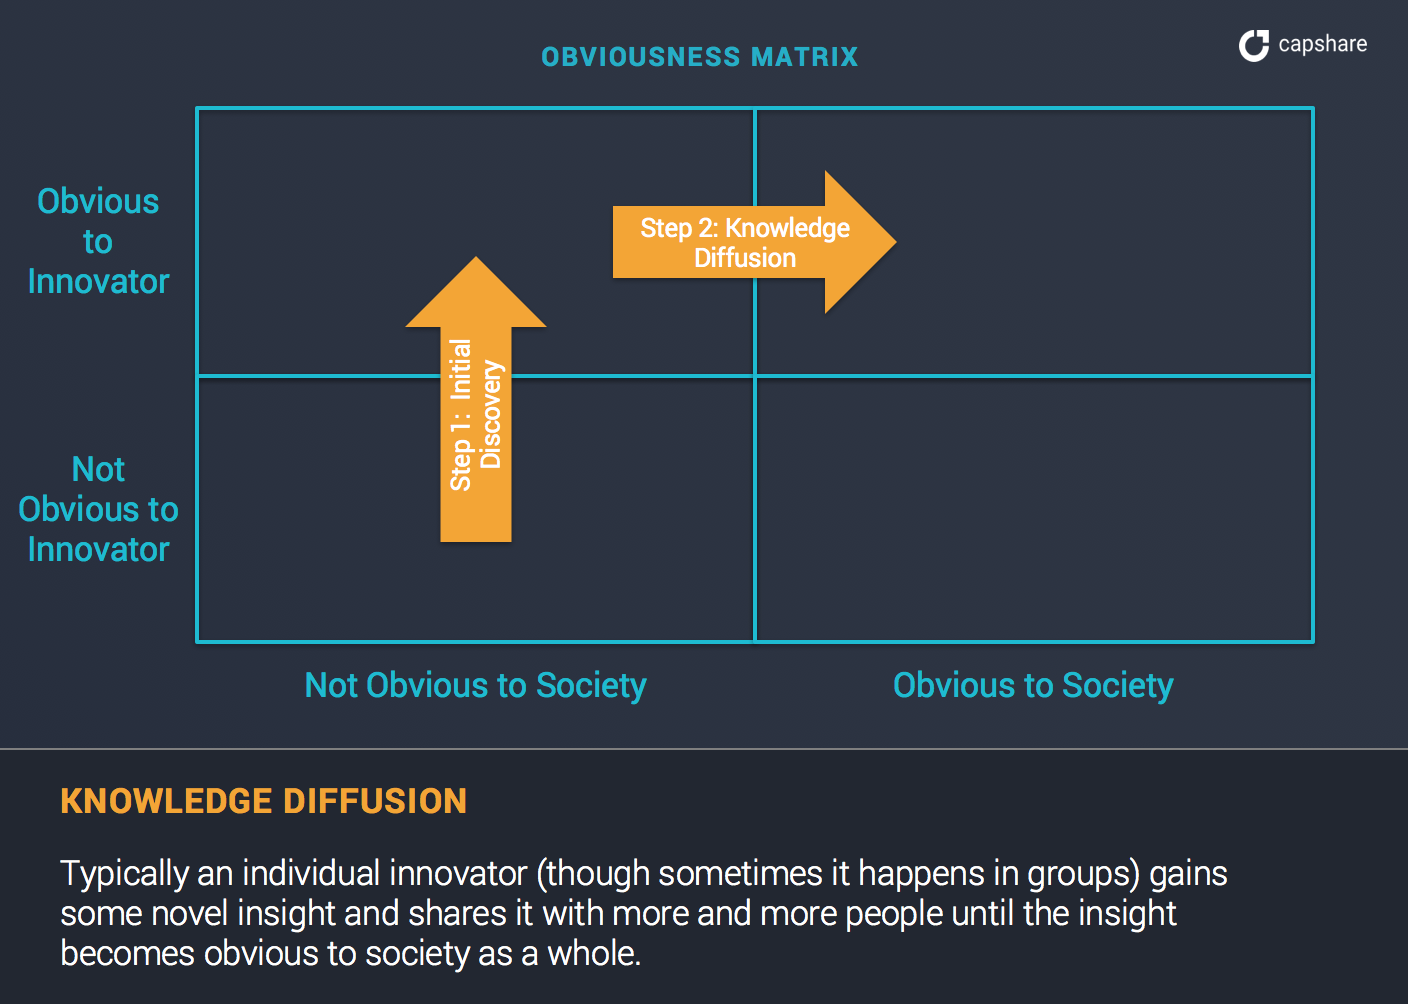 OBVIOUSNESS MATRIX
capshare
Obvious
to
Innovator
Step 2: Knowledge
Diffusion
Step 1: Initial
Discovery
Not
Obvious to
Innovator
Not Obvious to Society
Obvious to Society
KNOWLEDGE DIFFUSION
Typically an individual innovator (though sometimes it happens in groups) gains
some novel insight and shares it with more and more people until the insight
becomes obvious to society as a whole.